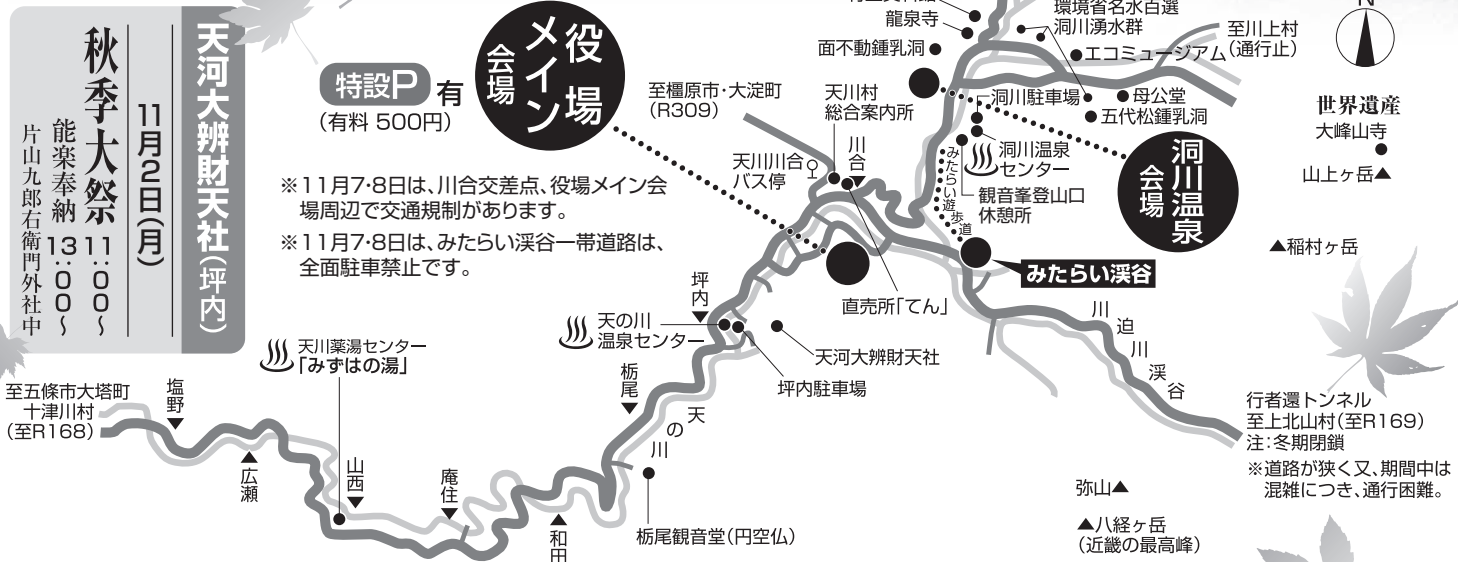 天河大辨財天社(坪内)
11月2日(月)
秋季大祭 11:00～
能楽奉納 13:00～
片山九郎右衛門外社中
特設P 有
(有料 500円)
役場
メイン
会場
※11月7・8日は、川合交差点、役場メイン会
場周辺で交通規制があります。
※11月7・8日は、みたらい渓谷一帯道路は、
全面駐車禁止です。
至橿原市・大淀町
(R309)
天川村
総合案内所
天川川合
バス停
川合
龍泉寺
面不動鍾乳洞
環境省名水百選
洞川湧水群
エコミュージアム
至川上村
(通行止)
N
洞川駐車場
母公堂
五代松鍾乳洞
洞川温泉
センター
観音峯登山口
休憩所
みたらい遊歩道
洞川温泉
会場
世界遺産
大峰山寺
山上ヶ岳▲
▲稲村ヶ岳
みたらい渓谷
直売所「てん」
川迫川渓谷
坪内
天の川
温泉センター
天河大辨財天社
坪内駐車場
栃尾
天の川
天川薬湯センター
「みずはの湯」
至五條市大塔町
十津川村
(至R168)
塩野
広瀬
山西
庵住
和田
栃尾観音堂(円空仏)
行者還トンネル
至上北山村(至R169)
注:冬期閉鎖
※道路が狭く又、期間中は
混雑につき、通行困難。
弥山▲
▲八経ヶ岳
(近畿の最高峰)